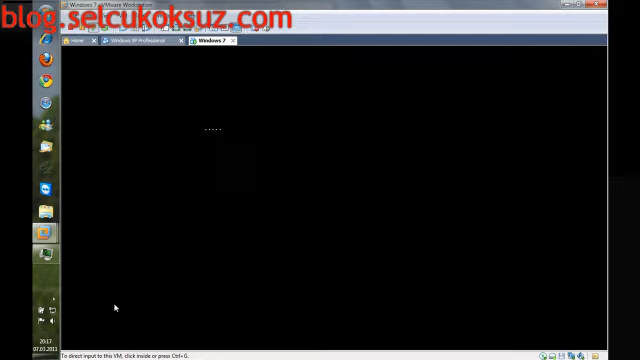 Windows 7 - VMware Workstation
blog.selcukoksuz.com
Home
Windows XP Professional
Windows 7
.....
20:17
07.03.2011
To direct input to this VM, click inside or press Ctrl+G.